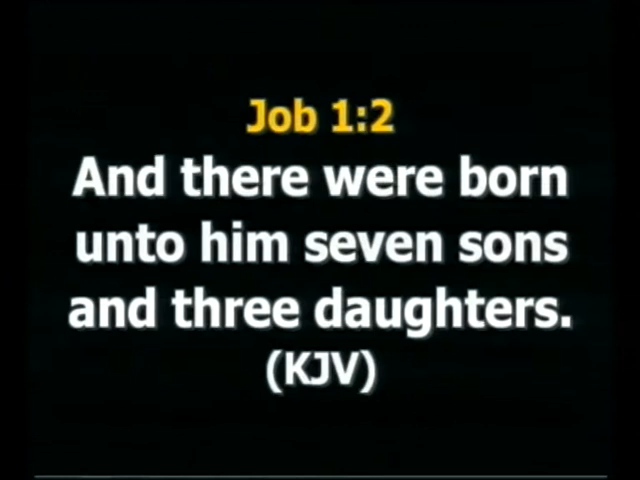 Job 1:2
And there were born
unto him seven sons
and three daughters.
(KJV)